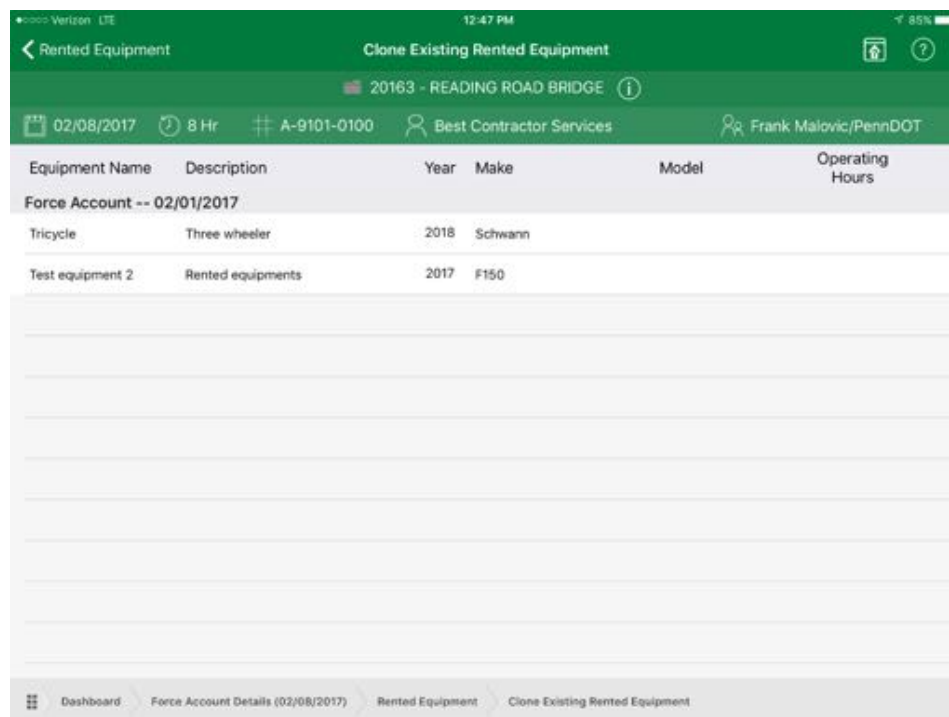 Verizon LTE 12:47 PM 85%
Rented Equipment Clone Existing Rented Equipment ?
20163 - READING ROAD BRIDGE i
02/08/2017 8 Hr # A-9101-0100 Best Contractor Services Frank Malovic/PennDOT
Equipment Name Description Year Make Model Operating Hours
Force Account -- 02/01/2017
Tricycle Three wheeler 2018 Schwann
Test equipment 2 Rented equipments 2017 F150
Dashboard Force Account Details (02/08/2017) Rented Equipment Clone Existing Rented Equipment